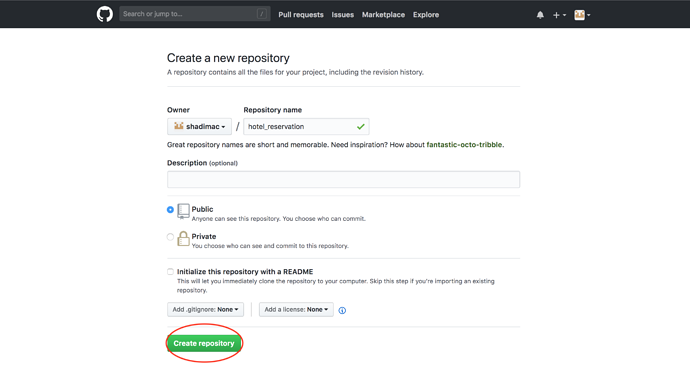 Search or jump to... /
Pull requests Issues Marketplace Explore
Create a new repository
A repository contains all the files for your project, including the revision history.
Owner Repository name
shadimac / hotel_reservation
Great repository names are short and memorable. Need inspiration? How about fantastic-octo-tribble.
Description (optional)
Public
Anyone can see this repository. You choose who can commit.
Private
You choose who can see and commit to this repository.
Initialize this repository with a README
This will let you immediately clone the repository to your computer. Skip this step if you're importing an existing
repository.
Add .gitignore: None Add a license: None
Create repository